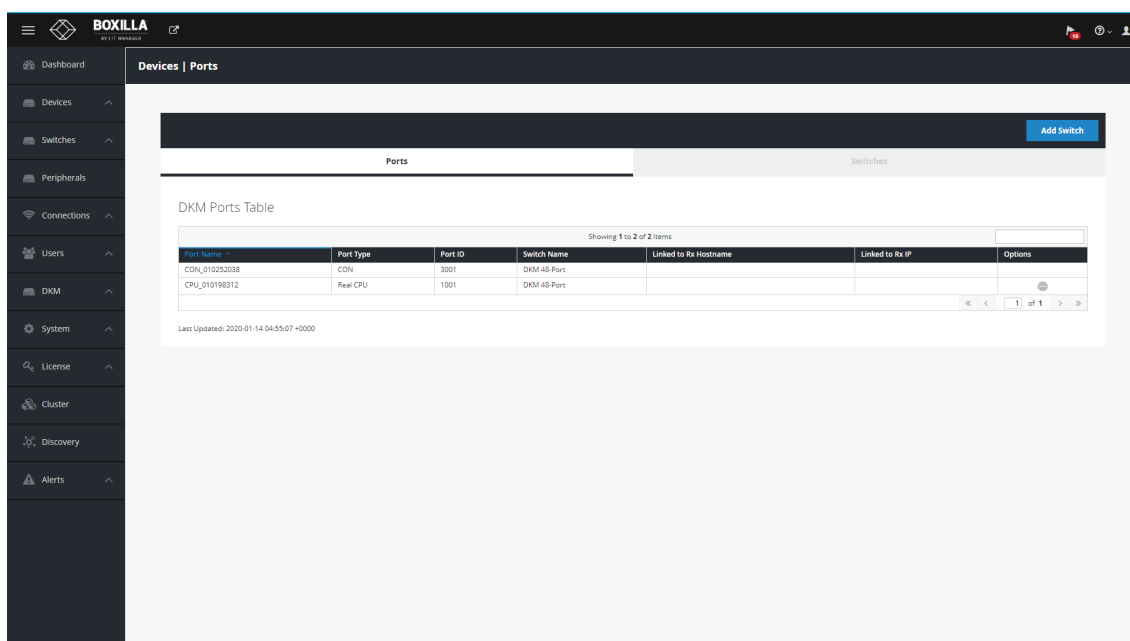 BOXILLA
AV | IT MANAGER
18
Dashboard
Devices | Ports
Devices
Switches
Peripherals
Connections
Users
DKM
System
License
Cluster
Discovery
Alerts
Add Switch
Ports Switches
DKM Ports Table
Showing 1 to 2 of 2 Items
Port Name Port Type Port ID Switch Name Linked to Rx Hostname Linked to Rx IP Options
CON_010252038 CON 3001 DKM 48-Port
CPU_010198312 Real CPU 1001 DKM 48-Port
« < 1 of 1 > »
Last Updated: 2020-01-14 04:55:07 +0000